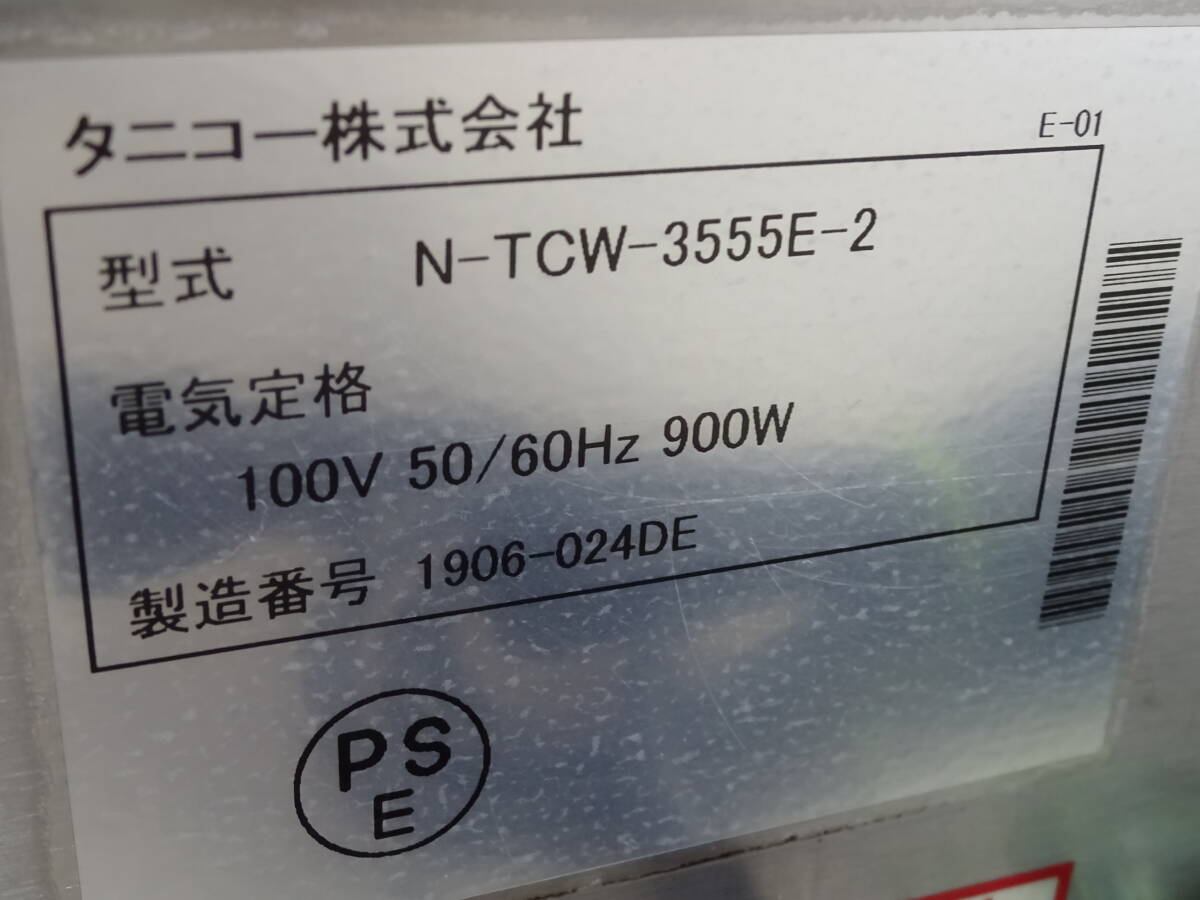 タニコー株式会社
E-01
型式 N-TCW-3555E-2
電気定格
100V 50/60Hz 900W
製造番号 1906-024DE
PS
E